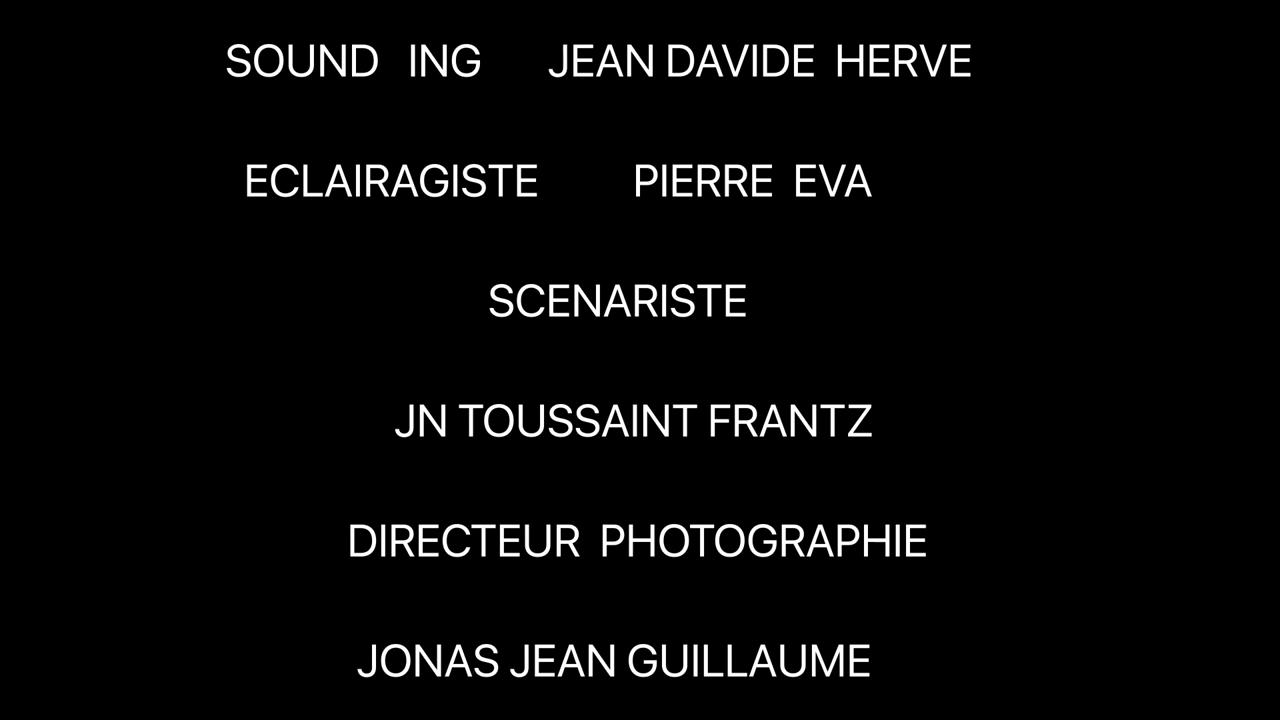 SOUND ING JEAN DAVIDE HERVE
ECLAIRAGISTE PIERRE EVA
SCENARISTE
JN TOUSSAINT FRANTZ
DIRECTEUR PHOTOGRAPHIE
JONAS JEAN GUILLAUME